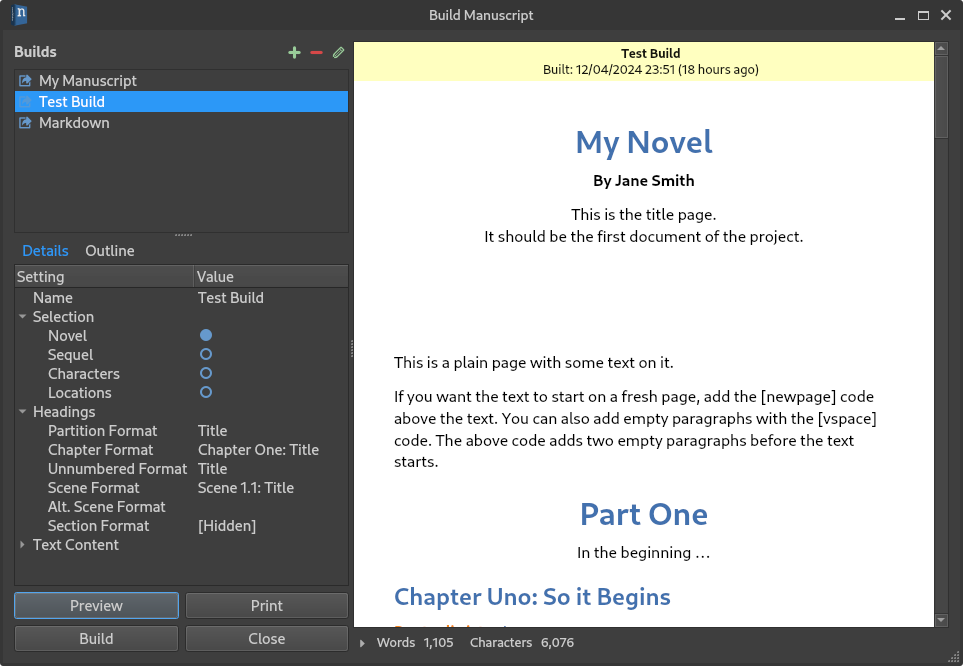 Build Manuscript
Builds
My Manuscript
Test Build
Markdown
Details Outline
Setting Value
Name Test Build
Selection
Novel
Sequel
Characters
Locations
Headings
Partition Format Title
Chapter Format Chapter One: Title
Unnumbered Format Title
Scene Format Scene 1.1: Title
Alt. Scene Format
Section Format [Hidden]
Text Content
Preview Print
Build Close
Test Build
Built: 12/04/2024 23:51 (18 hours ago)
My Novel
By Jane Smith
This is the title page.
It should be the first document of the project.
This is a plain page with some text on it.
If you want the text to start on a fresh page, add the [newpage] code
above the text. You can also add empty paragraphs with the [vspace]
code. The above code adds two empty paragraphs before the text
starts.
Part One
In the beginning …
Chapter Uno: So it Begins
Words 1,105 Characters 6,076